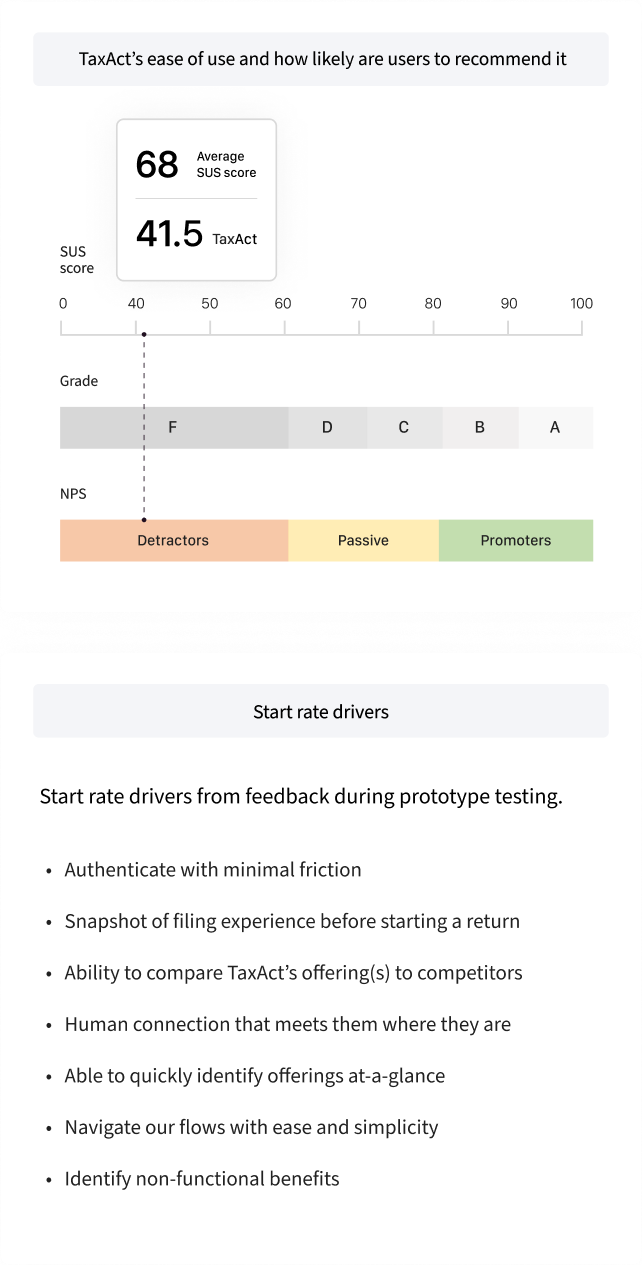 TaxAct’s ease of use and how likely are users to recommend it
68 Average
SUS score
41.5 TaxAct
SUS
score
0 40 50 60 70 80 90 100
Grade
F D C B A
NPS
Detractors Passive Promoters
Start rate drivers
Start rate drivers from feedback during prototype testing.
• Authenticate with minimal friction
• Snapshot of filing experience before starting a return
• Ability to compare TaxAct’s offering(s) to competitors
• Human connection that meets them where they are
• Able to quickly identify offerings at-a-glance
• Navigate our flows with ease and simplicity
• Identify non-functional benefits